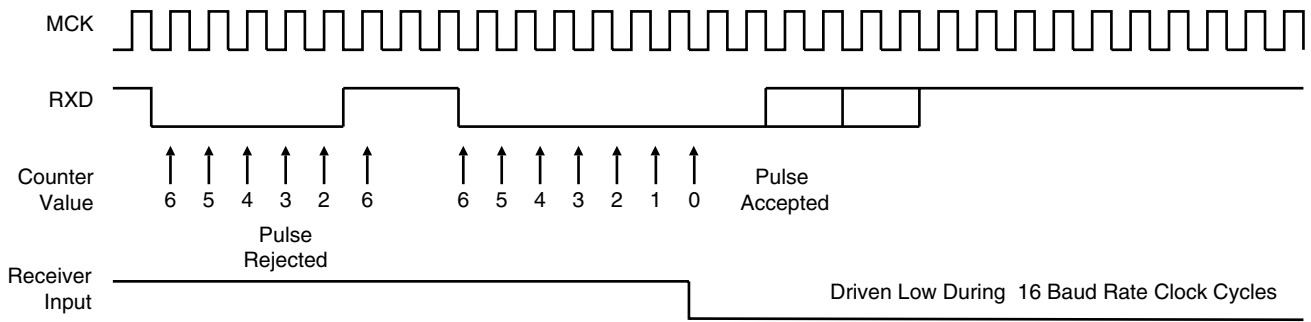 MCK
RXD
Counter
Value
6 5 4 3 2 6 6 5 4 3 2 1 0
Pulse
Accepted
Pulse
Rejected
Receiver
Input
Driven Low During 16 Baud Rate Clock Cycles